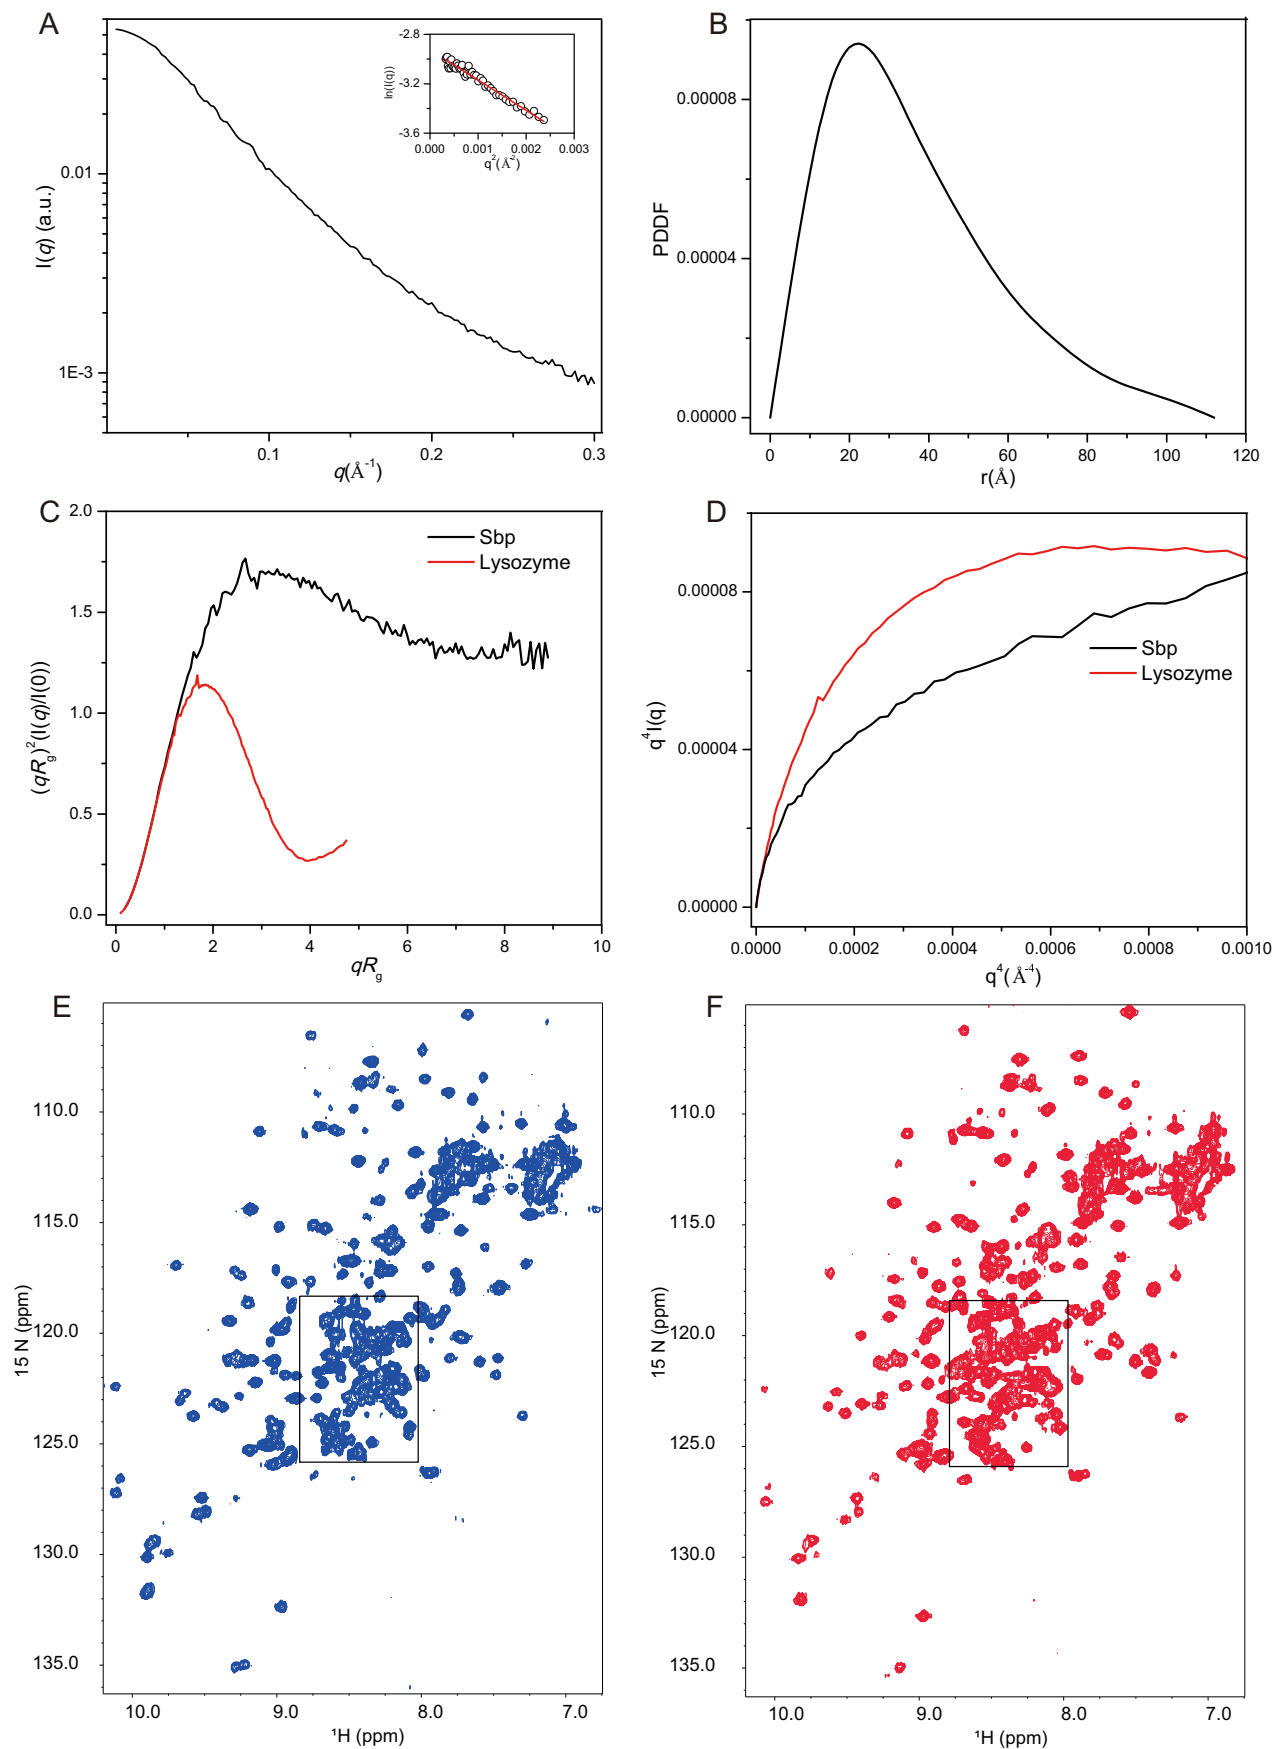 A
I(q) (a.u.)
0.01
1E-3
0.1
0.2
0.3
q(Å-1)
ln(I(q))
-2.8
-3.2
-3.6
0.000
0.001
0.002
0.003
q2(Å-2)
B
PDDF
0.00008
0.00004
0.00000
0
20
40
60
80
100
120
r(Å)
C
(qRg)2(I(q)/I(0))
2.0
1.5
1.0
0.5
0.0
0
2
4
6
8
10
qRg
Sbp
Lysozyme
D
q4I(q)
0.00008
0.00004
0.00000
0.0000
0.0002
0.0004
0.0006
0.0008
0.0010
q4(Å-4)
Sbp
Lysozyme
E
15 N (ppm)
110.0
115.0
120.0
125.0
130.0
135.0
10.0
9.0
8.0
7.0
¹H (ppm)
F
15 N (ppm)
110.0
115.0
120.0
125.0
130.0
135.0
10.0
9.0
8.0
7.0
¹H (ppm)